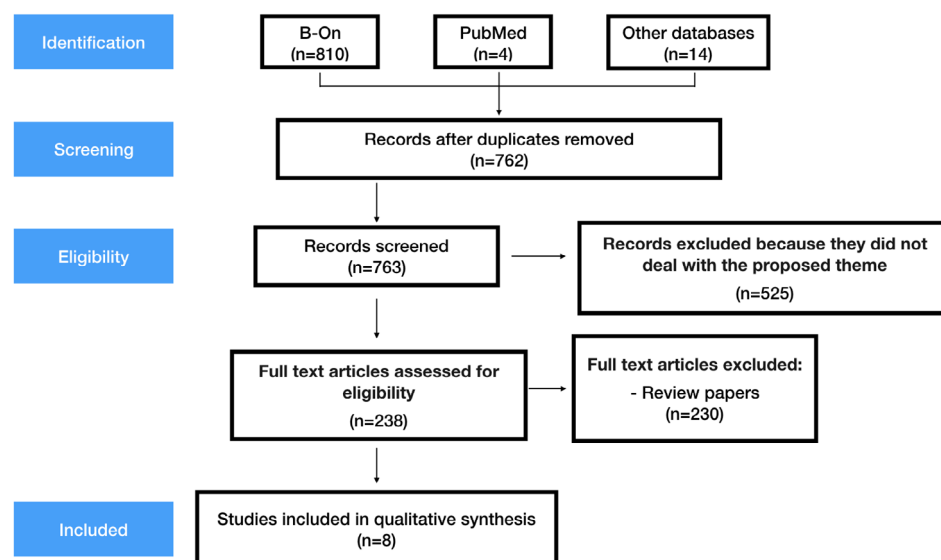 Identification
B-On
(n=810)
PubMed
(n=4)
Other databases
(n=14)
Screening
Records after duplicates removed
(n=762)
Eligibility
Records screened
(n=763)
Records excluded because they did not
deal with the proposed theme
(n=525)
Full text articles assessed for
eligibility
(n=238)
Full text articles excluded:
- Review papers
(n=230)
Included
Studies included in qualitative synthesis
(n=8)